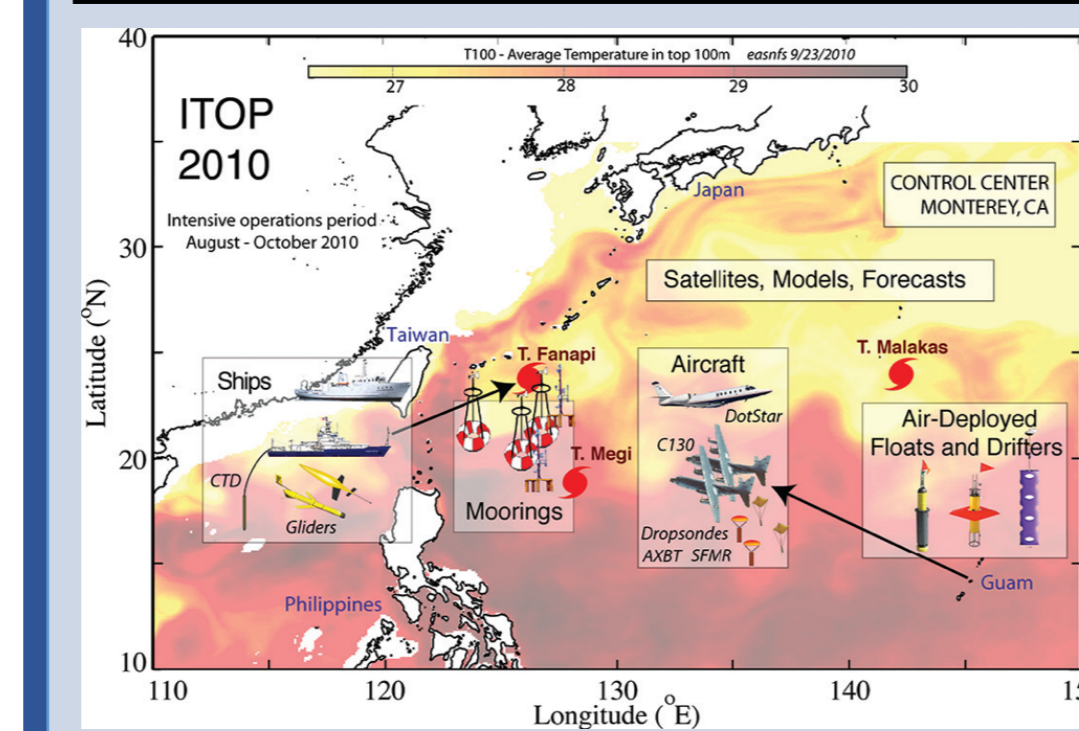 T100 - Average Temperature in top 100m easnfs 9/23/2010
27 28 29 30
ITOP
2010
Intensive operations period
August - October 2010
CONTROL CENTER
MONTEREY, CA
Japan
Satellites, Models, Forecasts
Taiwan
T. Fanapi
T. Malakas
Ships
Aircraft
DotStar
Air-Deployed
Floats and Drifters
C130
T. Megi
CTD
Gliders
Moorings
Dropsondes
AXBT SFMR
Guam
Philippines
40
30
20
10
Latitude (°N)
110 120 130 140
Longitude (°E)